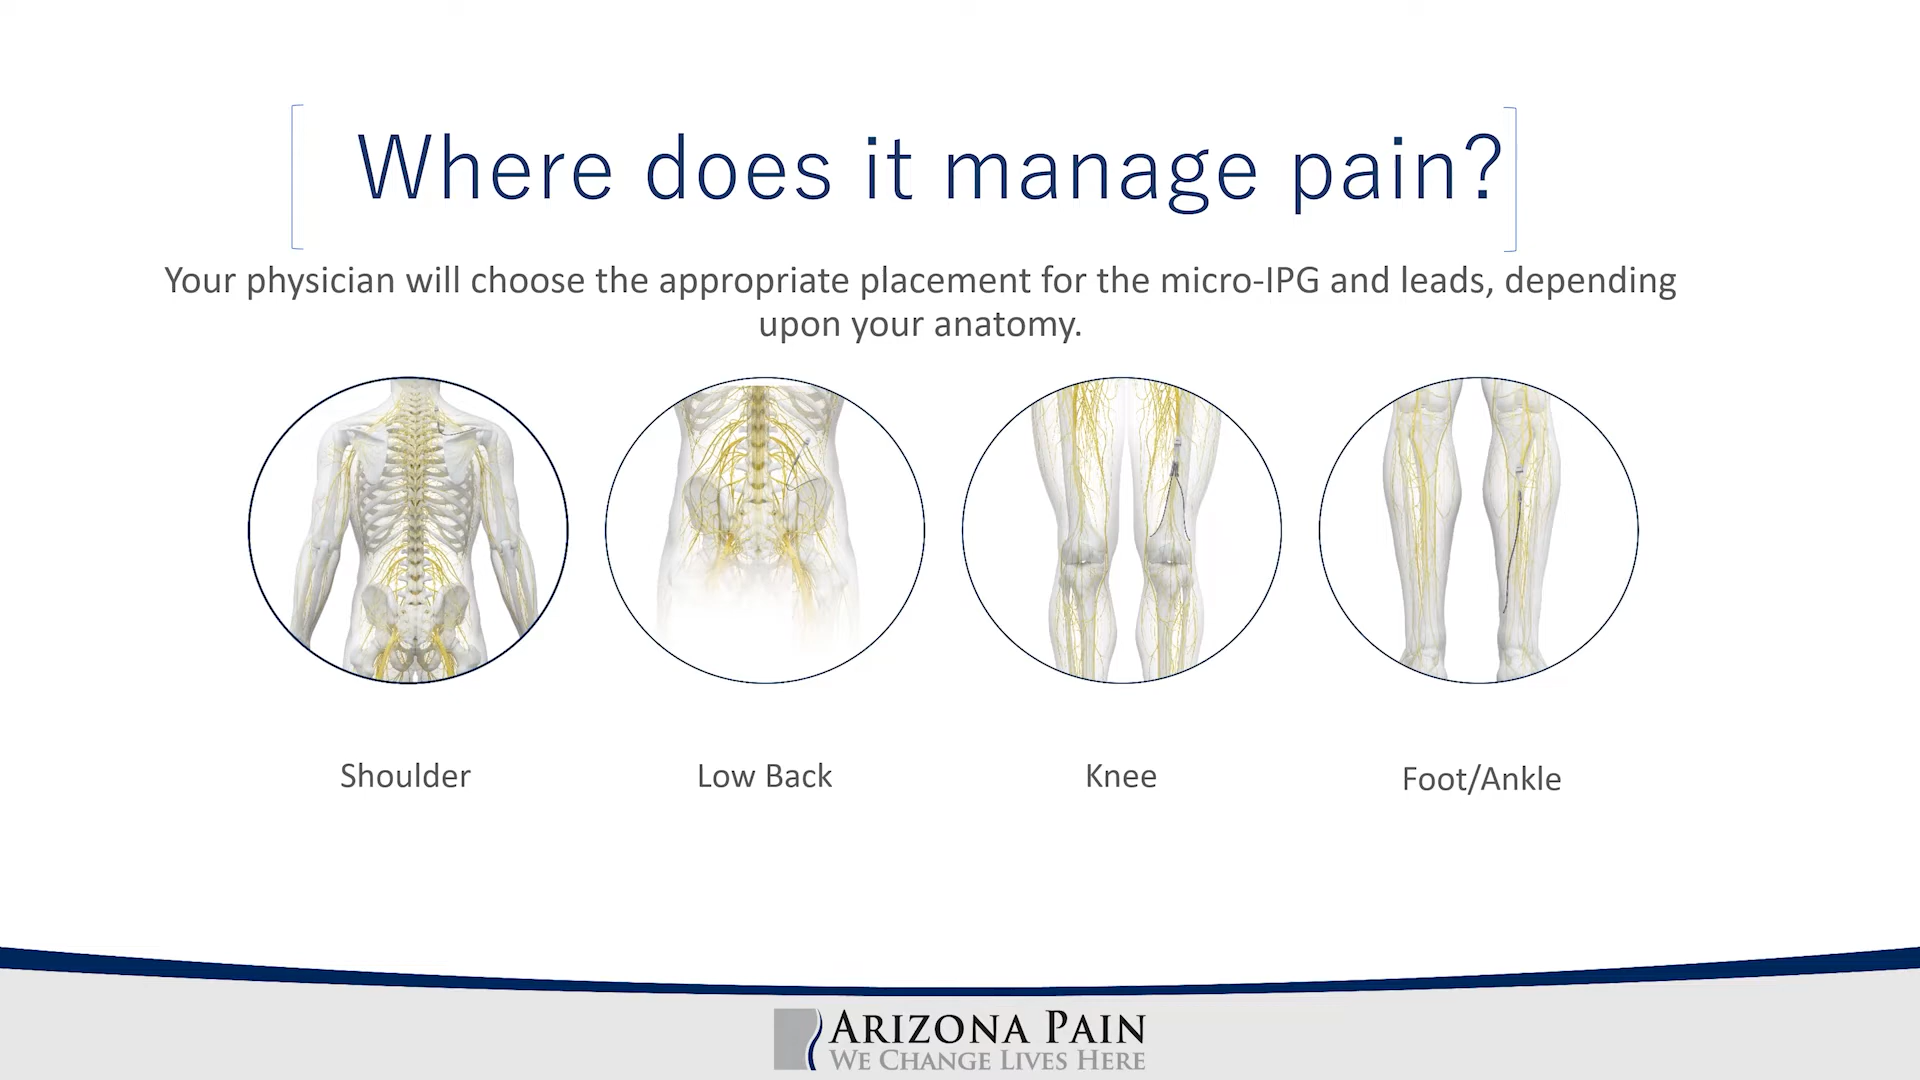 Where does it manage pain?
Your physician will choose the appropriate placement for the micro-IPG and leads, depending
upon your anatomy.
Shoulder
Low Back
Knee
Foot/Ankle
ARIZONA PAIN
WE CHANGE LIVES HERE